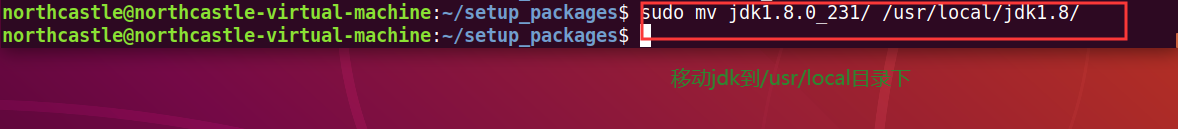 northcastle@northcastle-virtual-machine:~/setup_packages$ sudo mv jdk1.8.0_231/ /usr/local/jdk1.8/
northcastle@northcastle-virtual-machine:~/setup_packages$
移动jdk到/usr/local目录下